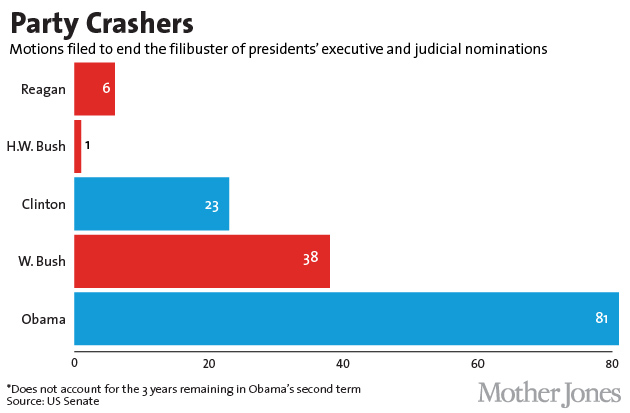 Party Crashers
Motions filed to end the filibuster of presidents' executive and judicial nominations
Reagan 6
H.W. Bush 1
Clinton 23
W. Bush 38
Obama 81
0 20 40 60 80
*Does not account for the 3 years remaining in Obama's second term
Source: US Senate
Mother Jones